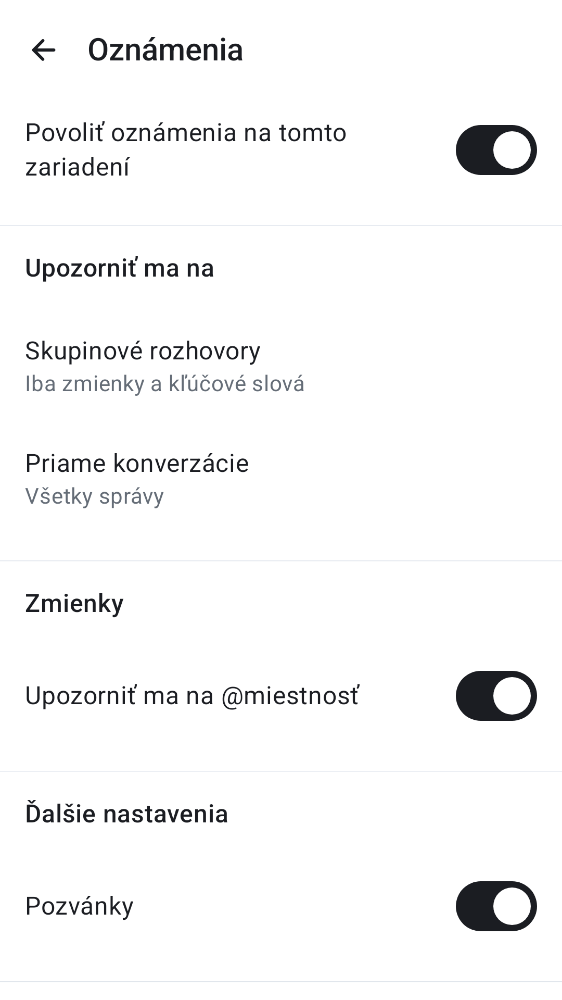 Oznámenia
Povoliť oznámenia na tomto
zariadení
Upozorniť ma na
Skupinové rozhovory
Iba zmienky a kľúčové slová
Priame konverzácie
Všetky správy
Zmienky
Upozorniť ma na @miestnosť
Ďalšie nastavenia
Pozvánky